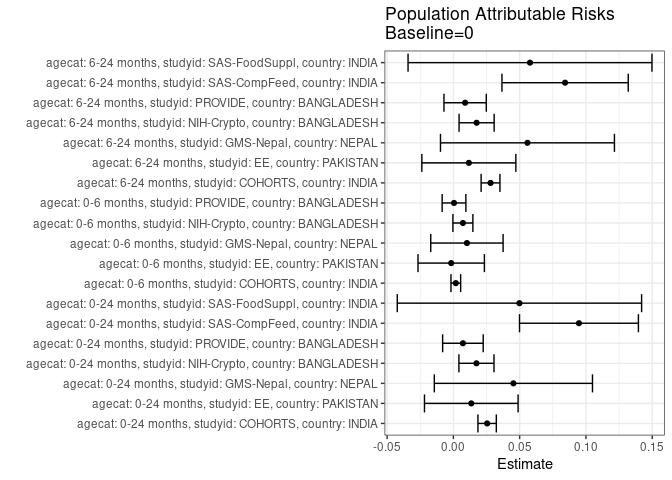 Population Attributable Risks
Baseline=0
agecat: 6-24 months, studyid: SAS-FoodSuppl, country: INDIA
agecat: 6-24 months, studyid: SAS-CompFeed, country: INDIA
agecat: 6-24 months, studyid: PROVIDE, country: BANGLADESH
agecat: 6-24 months, studyid: NIH-Crypto, country: BANGLADESH
agecat: 6-24 months, studyid: GMS-Nepal, country: NEPAL
agecat: 6-24 months, studyid: EE, country: PAKISTAN
agecat: 6-24 months, studyid: COHORTS, country: INDIA
agecat: 0-6 months, studyid: PROVIDE, country: BANGLADESH
agecat: 0-6 months, studyid: NIH-Crypto, country: BANGLADESH
agecat: 0-6 months, studyid: GMS-Nepal, country: NEPAL
agecat: 0-6 months, studyid: EE, country: PAKISTAN
agecat: 0-6 months, studyid: COHORTS, country: INDIA
agecat: 0-24 months, studyid: SAS-FoodSuppl, country: INDIA
agecat: 0-24 months, studyid: SAS-CompFeed, country: INDIA
agecat: 0-24 months, studyid: PROVIDE, country: BANGLADESH
agecat: 0-24 months, studyid: NIH-Crypto, country: BANGLADESH
agecat: 0-24 months, studyid: GMS-Nepal, country: NEPAL
agecat: 0-24 months, studyid: EE, country: PAKISTAN
agecat: 0-24 months, studyid: COHORTS, country: INDIA
-0.05 0.00 0.05 0.10 0.15
Estimate